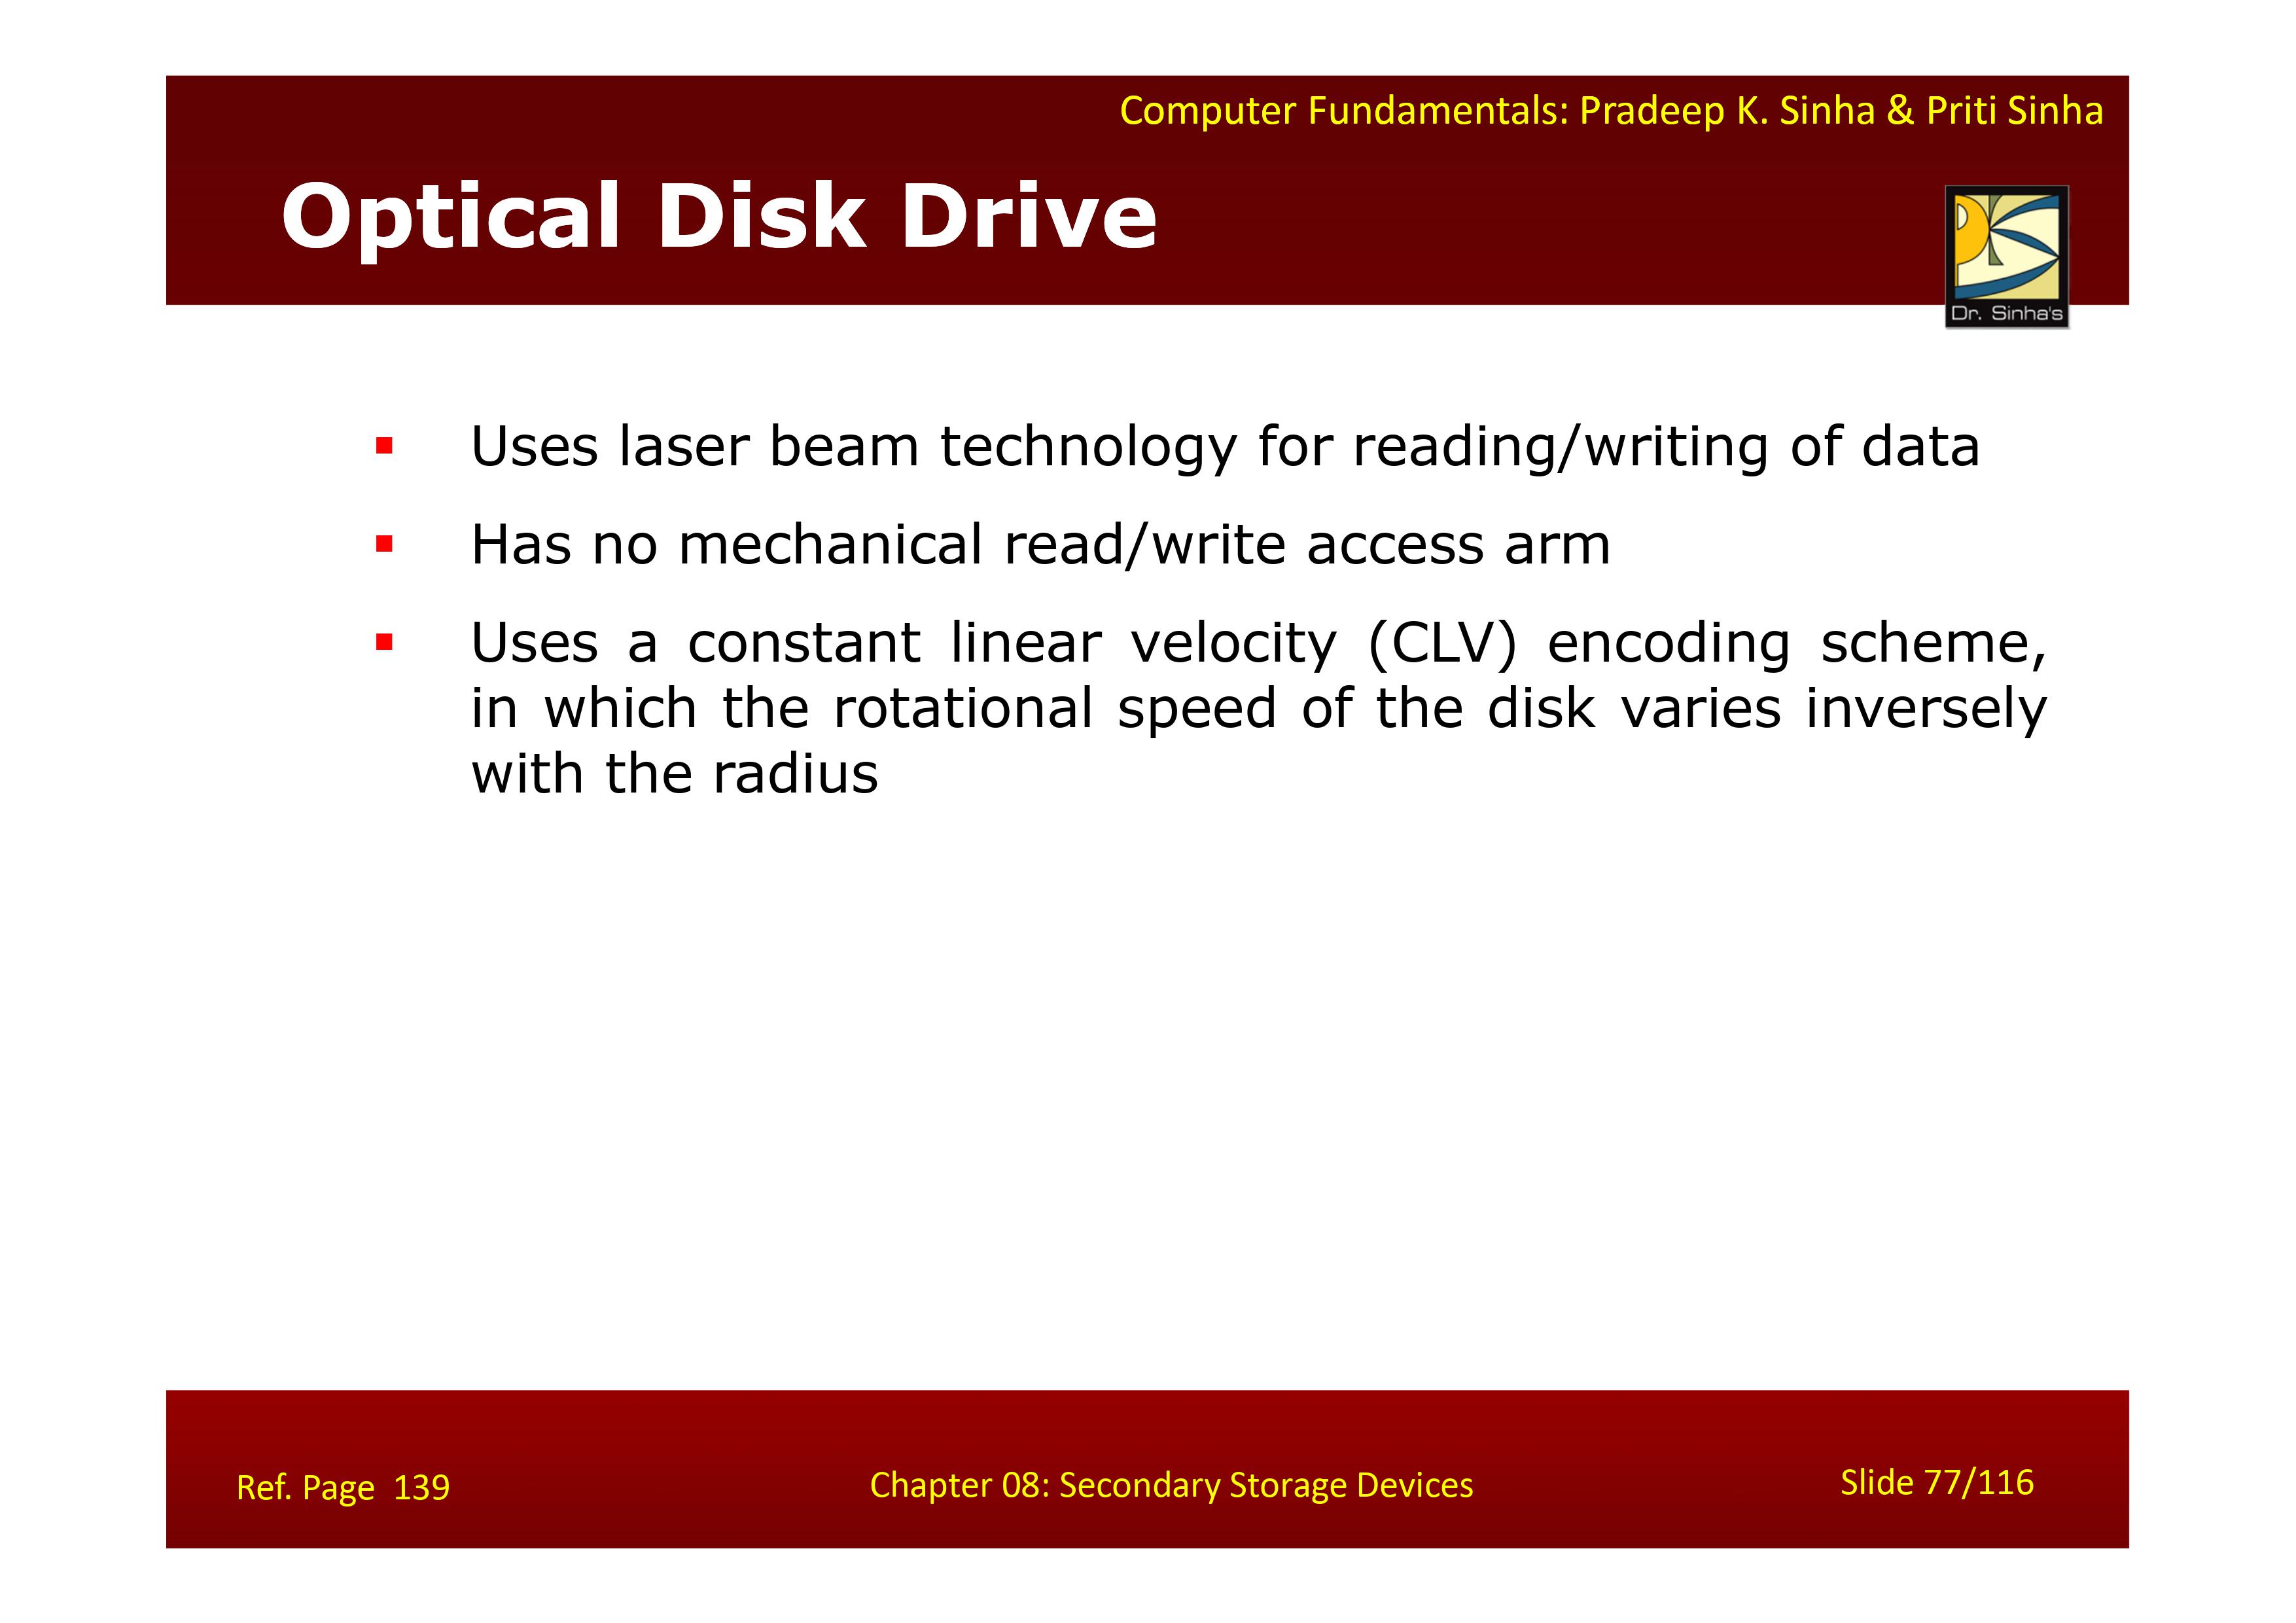 Computer Fundamentals: Pradeep K. Sinha & Priti Sinha
Optical Disk Drive
Dr. Sinha's
▪ Uses laser beam technology for reading/writing of data
▪ Has no mechanical read/write access arm
▪ Uses a constant linear velocity (CLV) encoding scheme,
in which the rotational speed of the disk varies inversely
with the radius
Ref. Page 139
Chapter 08: Secondary Storage Devices
Slide 77/116